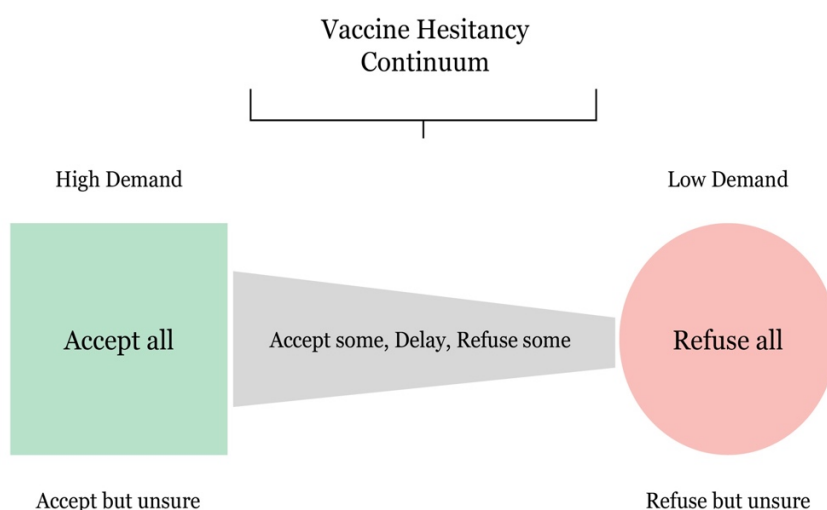 Vaccine Hesitancy
Continuum
High Demand
Low Demand
Accept all
Accept some, Delay, Refuse some
Refuse all
Accept but unsure
Refuse but unsure